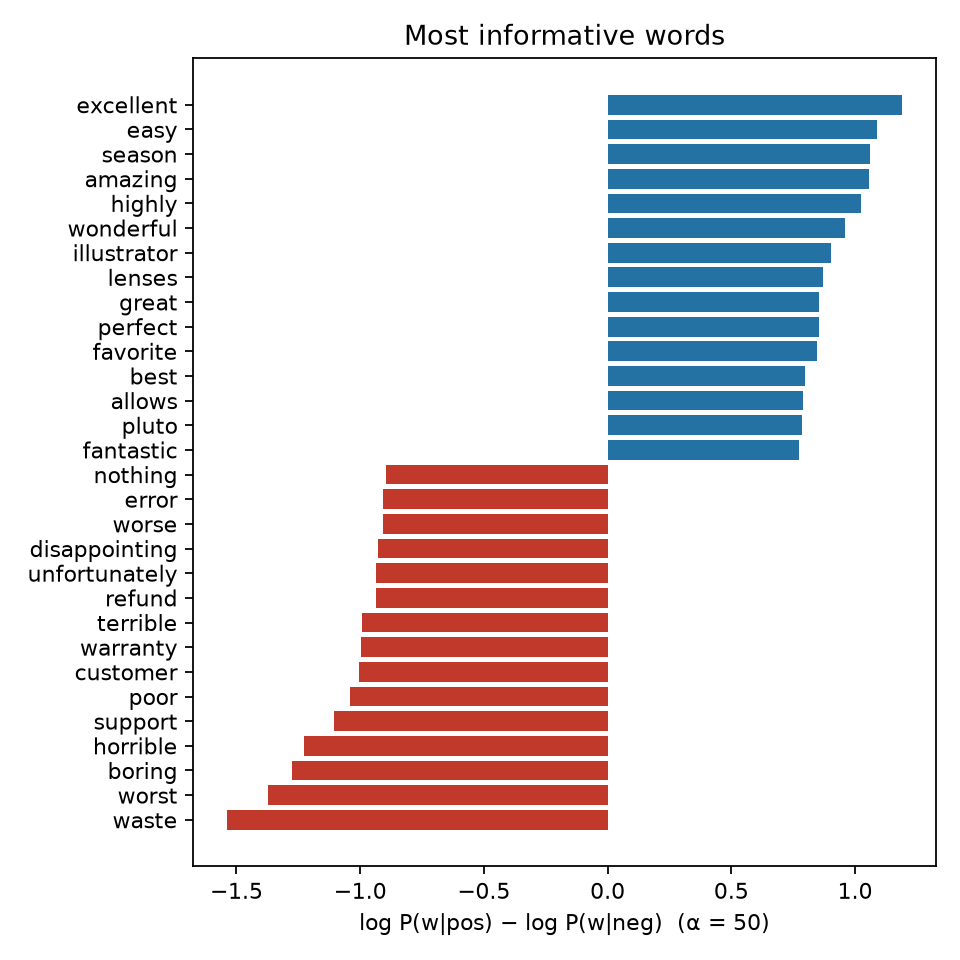 Most informative words
excellent
easy
season
amazing
highly
wonderful
illustrator
lenses
great
perfect
favorite
best
allows
pluto
fantastic
nothing
error
worse
disappointing
unfortunately
refund
terrible
warranty
customer
poor
support
horrible
boring
worst
waste
−1.5 −1.0 −0.5 0.0 0.5 1.0
log P(w|pos) − log P(w|neg) (α = 50)